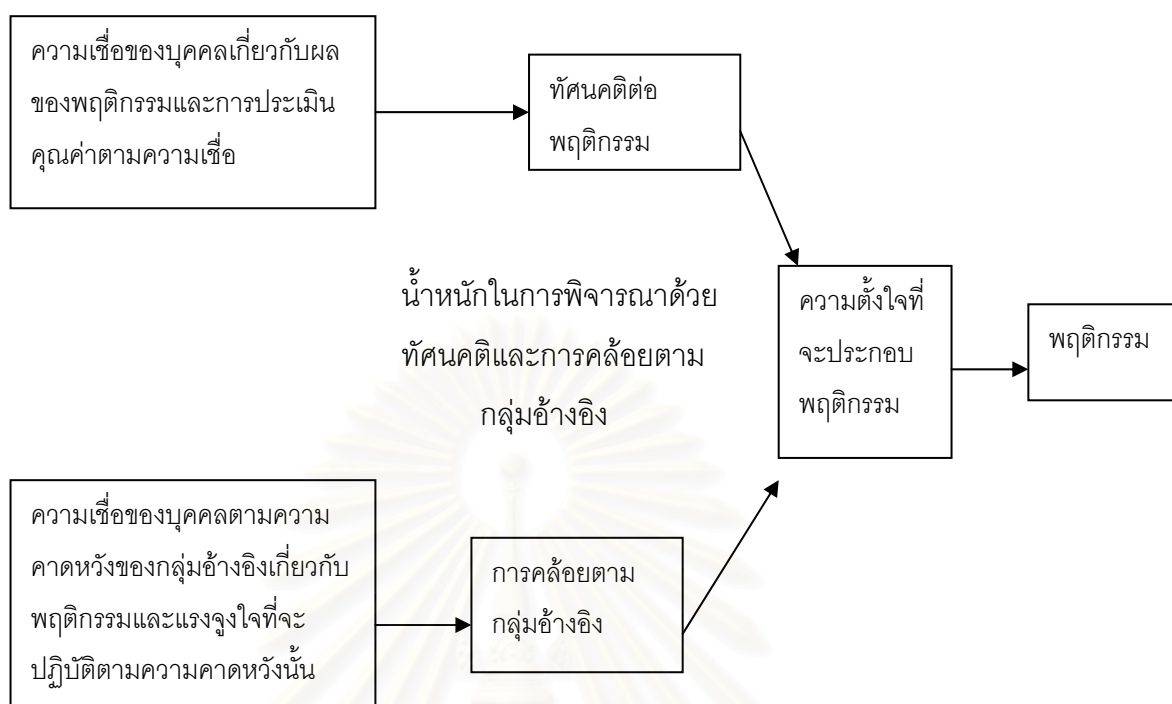 ความเชื่อของบุคคลเกี่ยวกับผล
ของพฤติกรรมและการประเมิน
คุณค่าตามความเชื่อ
ทัศนคติต่อ
พฤติกรรม
น้ำหนักในการพิจารณาด้วย
ทัศนคติและการคล้อยตาม
กลุ่มอ้างอิง
ความตั้งใจที่
จะประกอบ
พฤติกรรม
พฤติกรรม
ความเชื่อของบุคคลตามความ
คาดหวังของกลุ่มอ้างอิงเกี่ยวกับ
พฤติกรรมและแรงจูงใจที่จะ
ปฏิบัติตามความคาดหวังนั้น
การคล้อยตาม
กลุ่มอ้างอิง